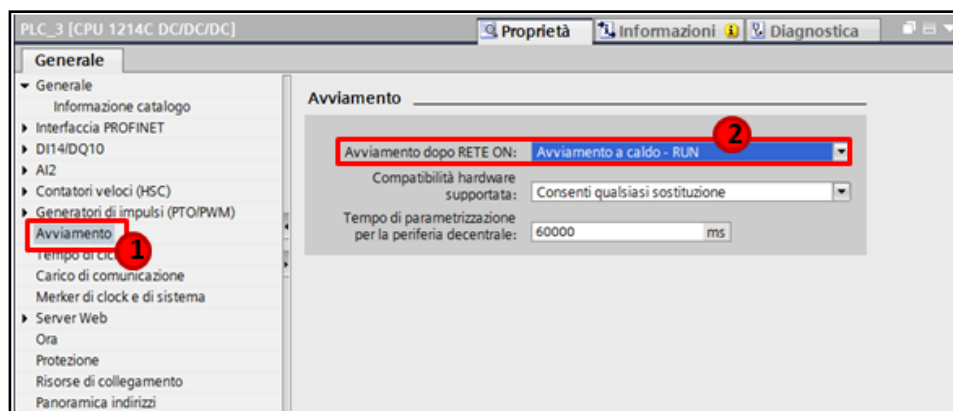 PLC_3 [CPU 1214C DC/DC/DC]
Proprietà
Informazioni
Diagnostica
Generale
Generale
Informazione catalogo
Interfaccia PROFINET
DI14/DQ10
AI2
Contatori veloci (HSC)
Generatori di impulsi (PTO/PWM)
Avviamento
1
Tempo di
Carico di comunicazione
Merker di clock e di sistema
Server Web
Ora
Protezione
Risorse di collegamento
Panoramica indirizzi
Avviamento
2
Avviamento dopo RETE ON: Avviamento a caldo - RUN
Compatibilità hardware
supportata: Consenti qualsiasi sostituzione
Tempo di parametrizzazione
per la periferia decentrale: 60000 ms